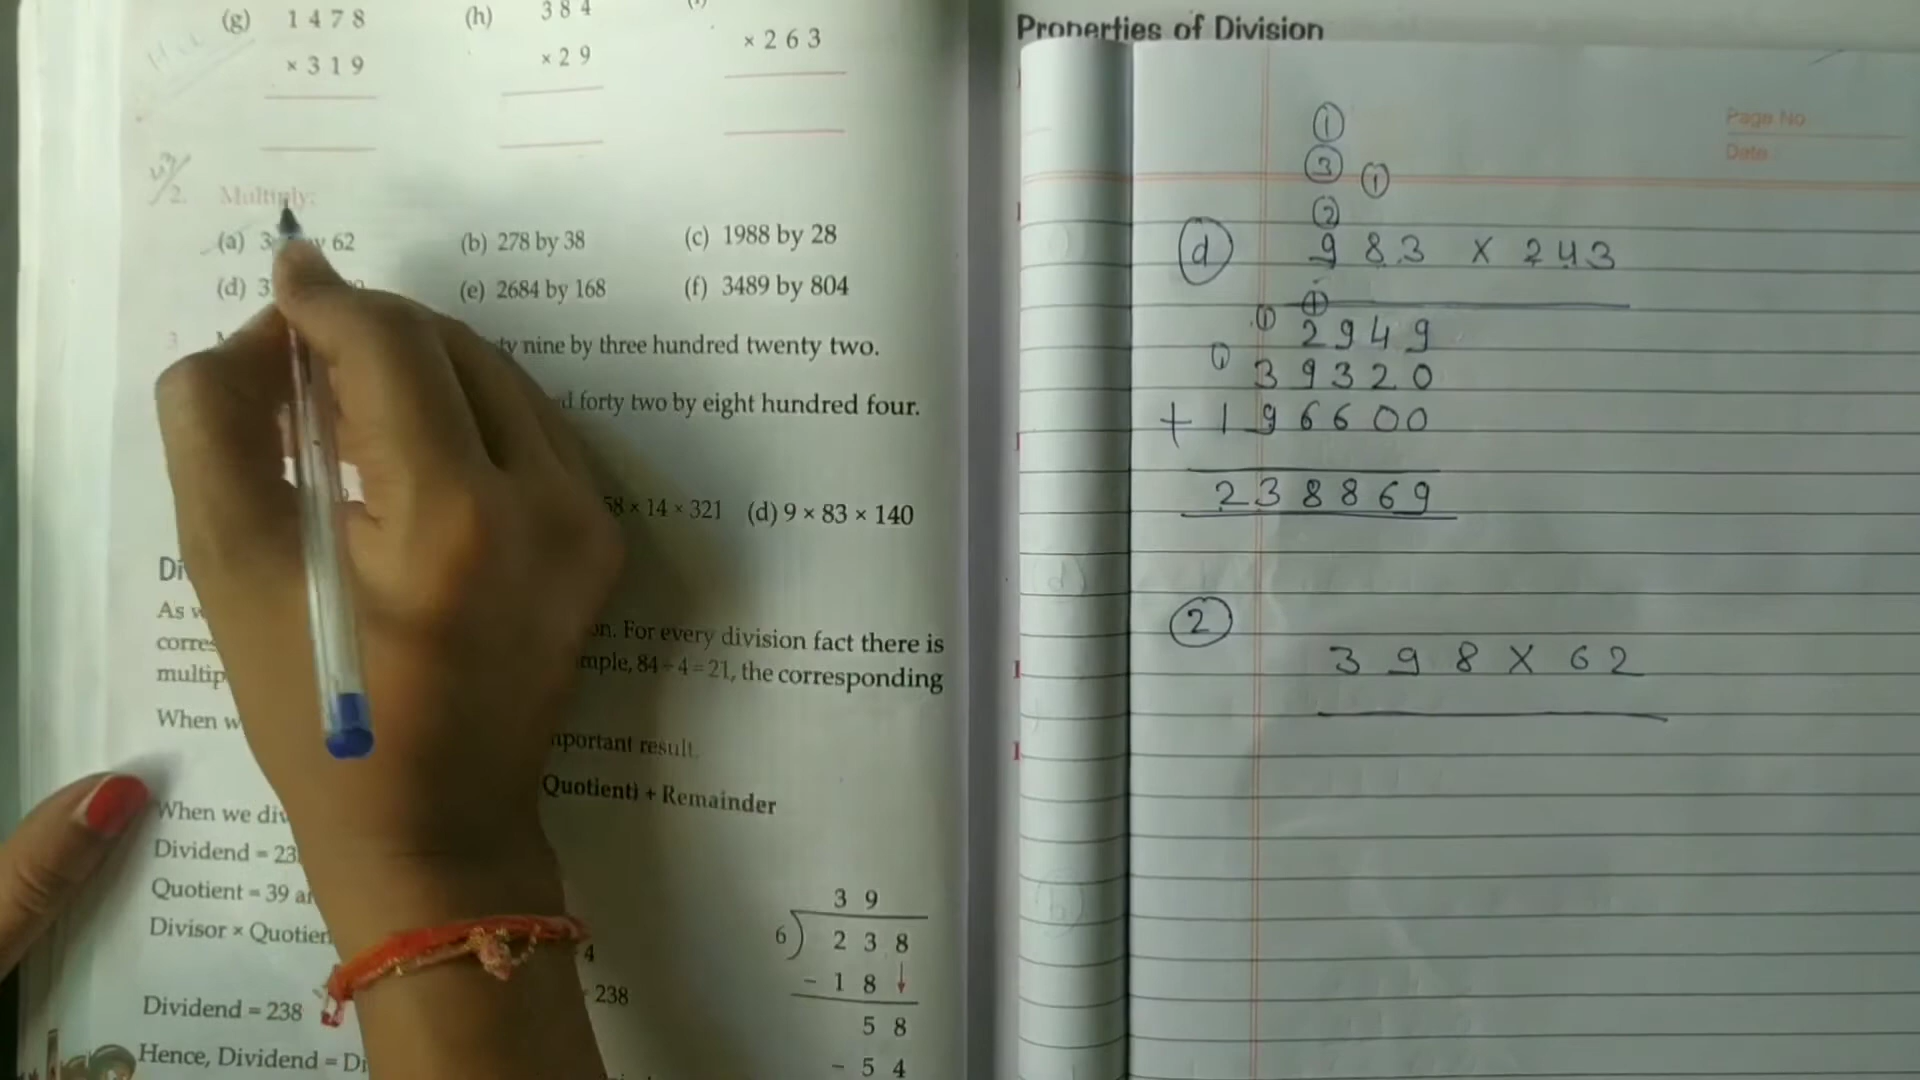 (g) 1 4 7 8
× 3 1 9
(h) 3 8 4
× 2 9
× 2 6 3
2. Multiply:
(a) 3 62
(b) 278 by 38
(c) 1988 by 28
(d) 3
(e) 2684 by 168
(f) 3489 by 804
3
nine by three hundred twenty two.
forty two by eight hundred four.
58 × 14 × 321
(d) 9 × 83 × 140
As
on. For every division fact there is
84 ÷ 4 = 21, the corresponding
When
result.
Quotient) + Remainder
When we
Dividend = 23
Quotient = 39
Divisor ×
4
238
Dividend = 238
Hence, Dividend =
3 9
6) 2 3 8
- 1 8 ↓
5 8
- 5 4
Properties of Division
Page No
Date
1
3 1
2
d 9 8 3 × 2 4 3
1 1
2 9 4 9
1
3 9 3 2 0
+ 1 9 6 6 0 0
2 3 8 8 6 9
2
3 9 8 × 6 2